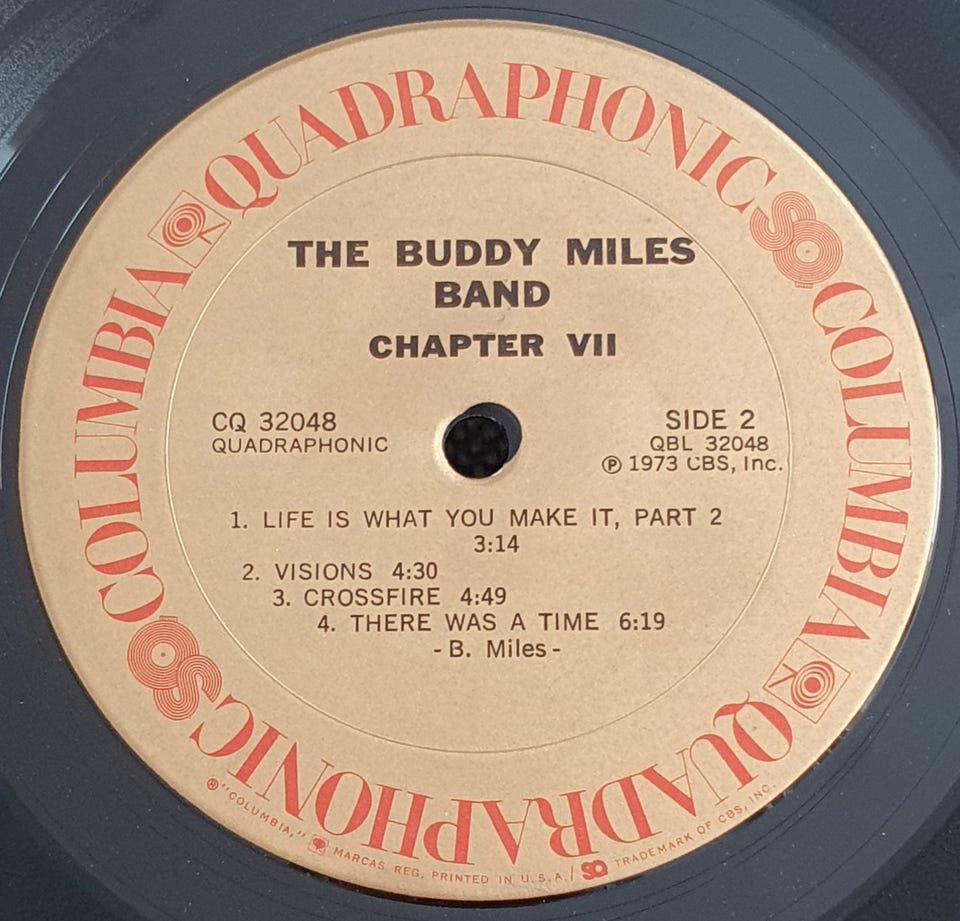 COLUMBIA QUADRAPHONIC SQ COLUMBIA QUADRAPHONIC SQ
THE BUDDY MILES
BAND
CHAPTER VII
CQ 32048
QUADRAPHONIC
SIDE 2
QBL 32048
℗ 1973 CBS, Inc.
1. LIFE IS WHAT YOU MAKE IT, PART 2
3:14
2. VISIONS 4:30
3. CROSSFIRE 4:49
4. THERE WAS A TIME 6:19
- B. Miles -
® "COLUMBIA," MARCAS REG. PRINTED IN U.S.A./ SQ TRADEMARK OF CBS, INC.